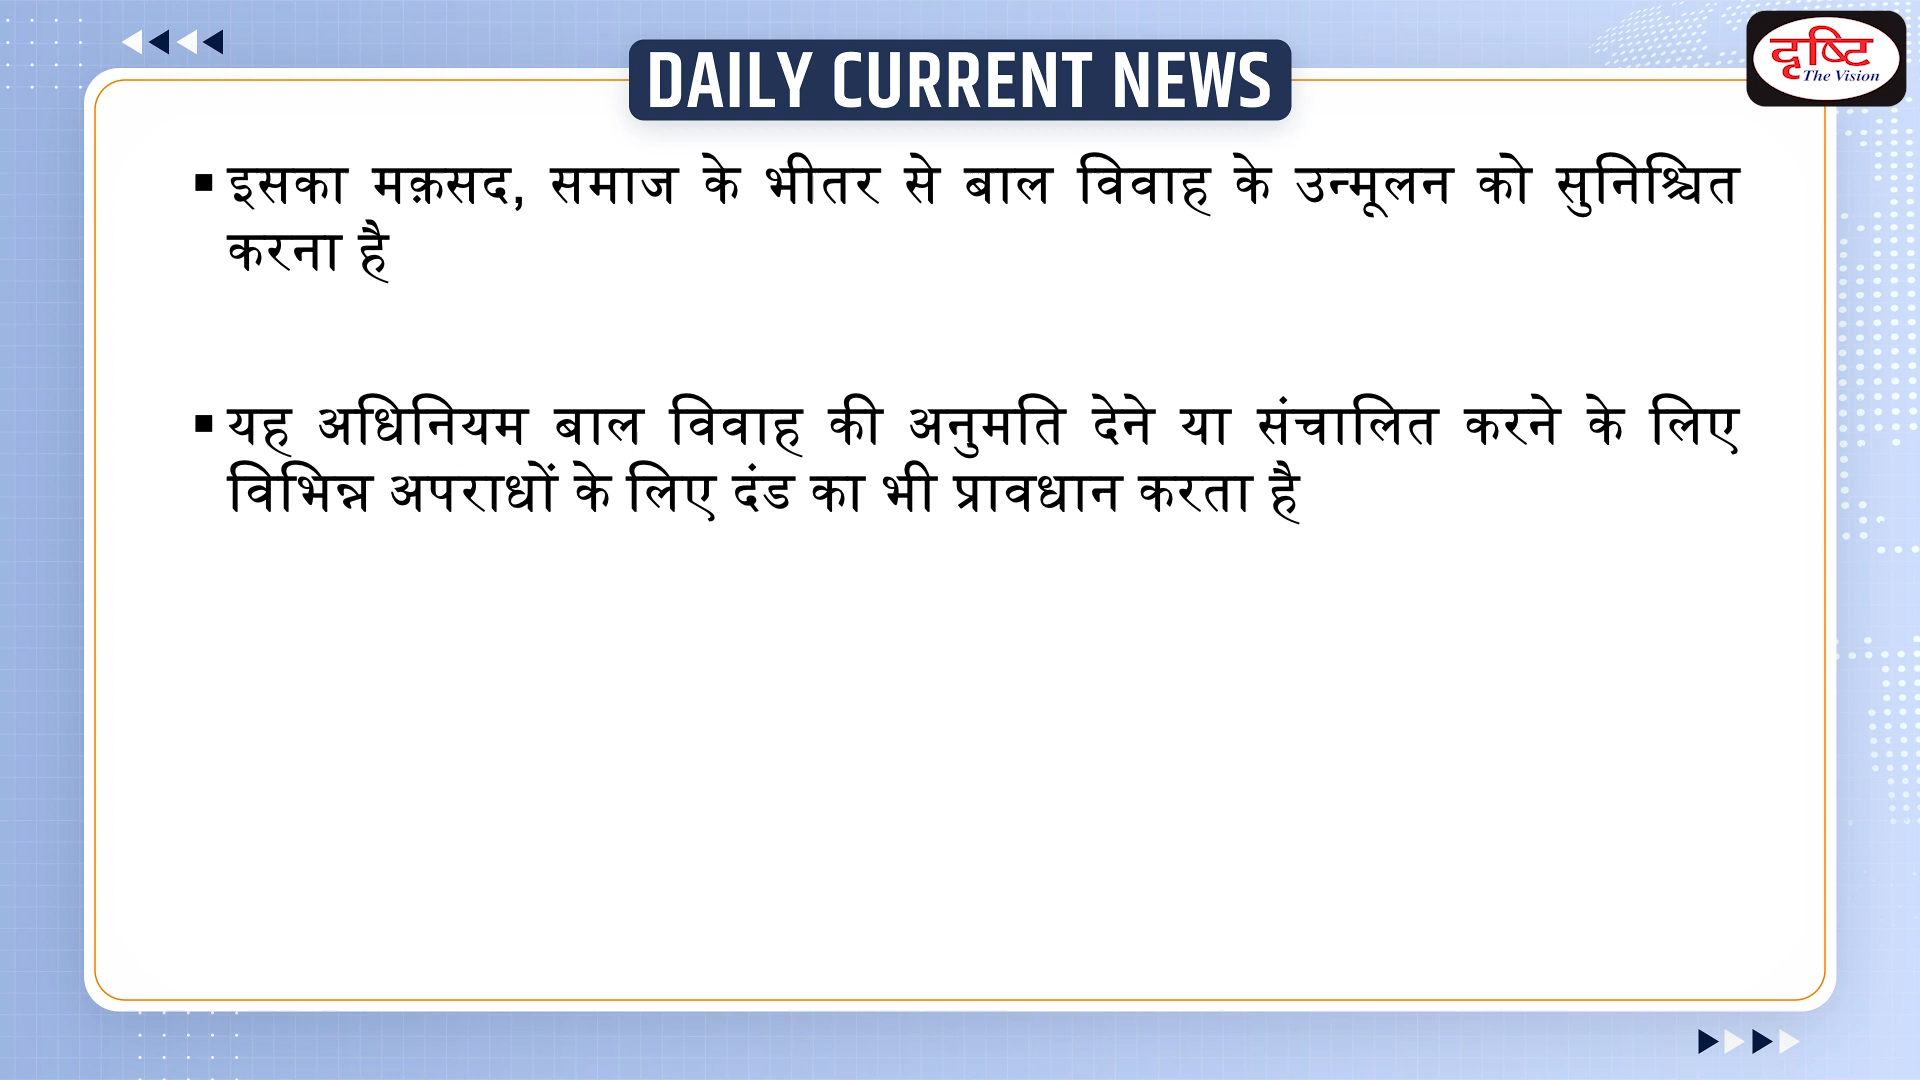 DAILY CURRENT NEWS
दृष्टि
The Vision
▪ इसका मक़सद, समाज के भीतर से बाल विवाह के उन्मूलन को सुनिश्चित
करना है
▪ यह अधिनियम बाल विवाह की अनुमति देने या संचालित करने के लिए
विभिन्न अपराधों के लिए दंड का भी प्रावधान करता है